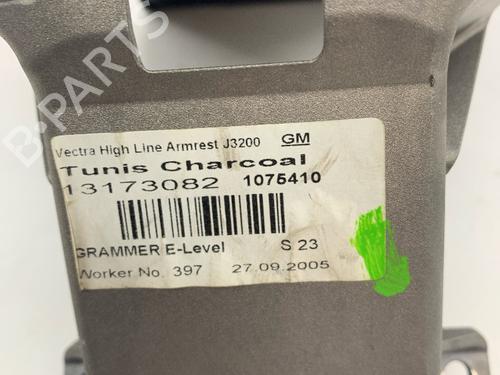 B-PARTS
Vectra High Line Armrest J3200 GM
Tunis Charcoal
13173082 1075410
GRAMMER E-Level S 23
Worker No. 397 27.09.2005